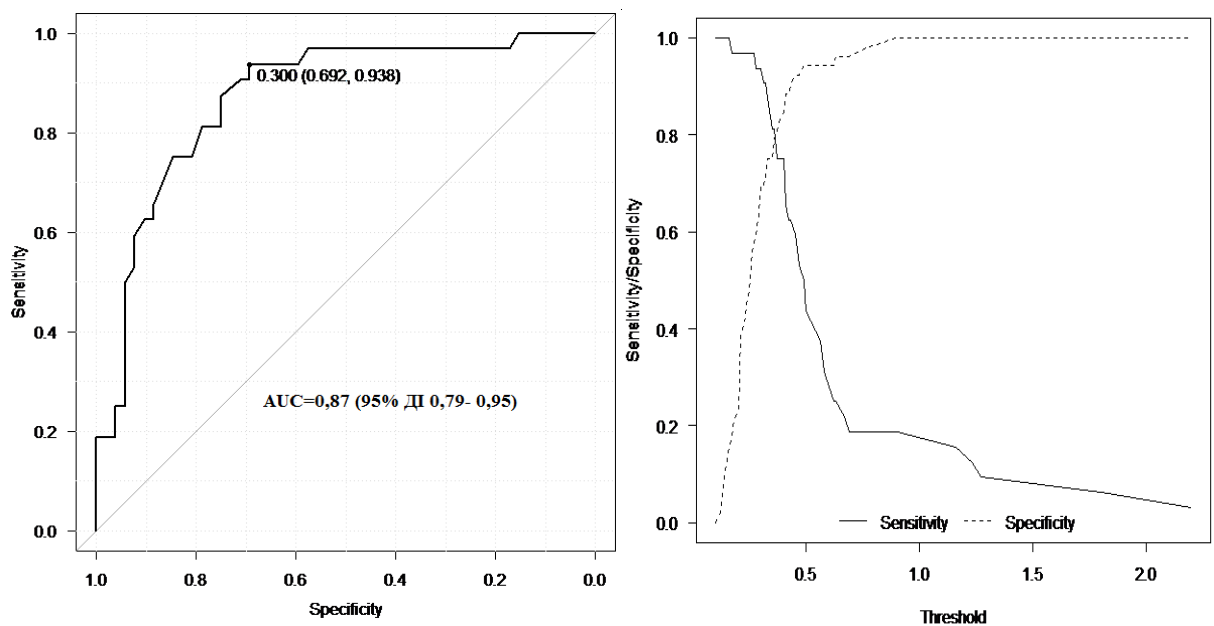 1.0
0.8
0.6
0.4
0.2
0.0
Sensitivity
0.300 (0.692, 0.938)
AUC=0,87 (95% ДІ 0,79- 0,95)
1.0 0.8 0.6 0.4 0.2 0.0
Specificity
1.0
0.8
0.6
0.4
0.2
0.0
Sensitivity/Specificity
Sensitivity Specificity
0.5 1.0 1.5 2.0
Threshold